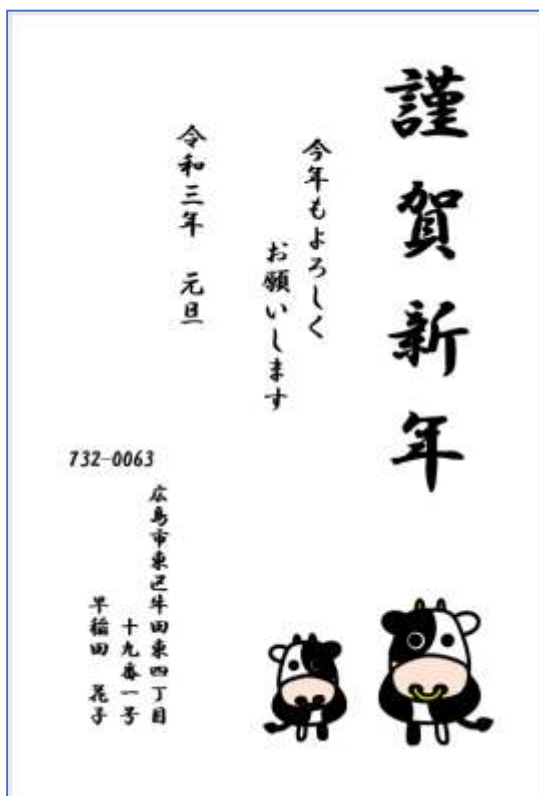 謹賀新年
今年もよろしく
お願いします
令和三年 元旦
732-0063
広島市東区牛田東四丁目
十九番一号
早稲田 花子